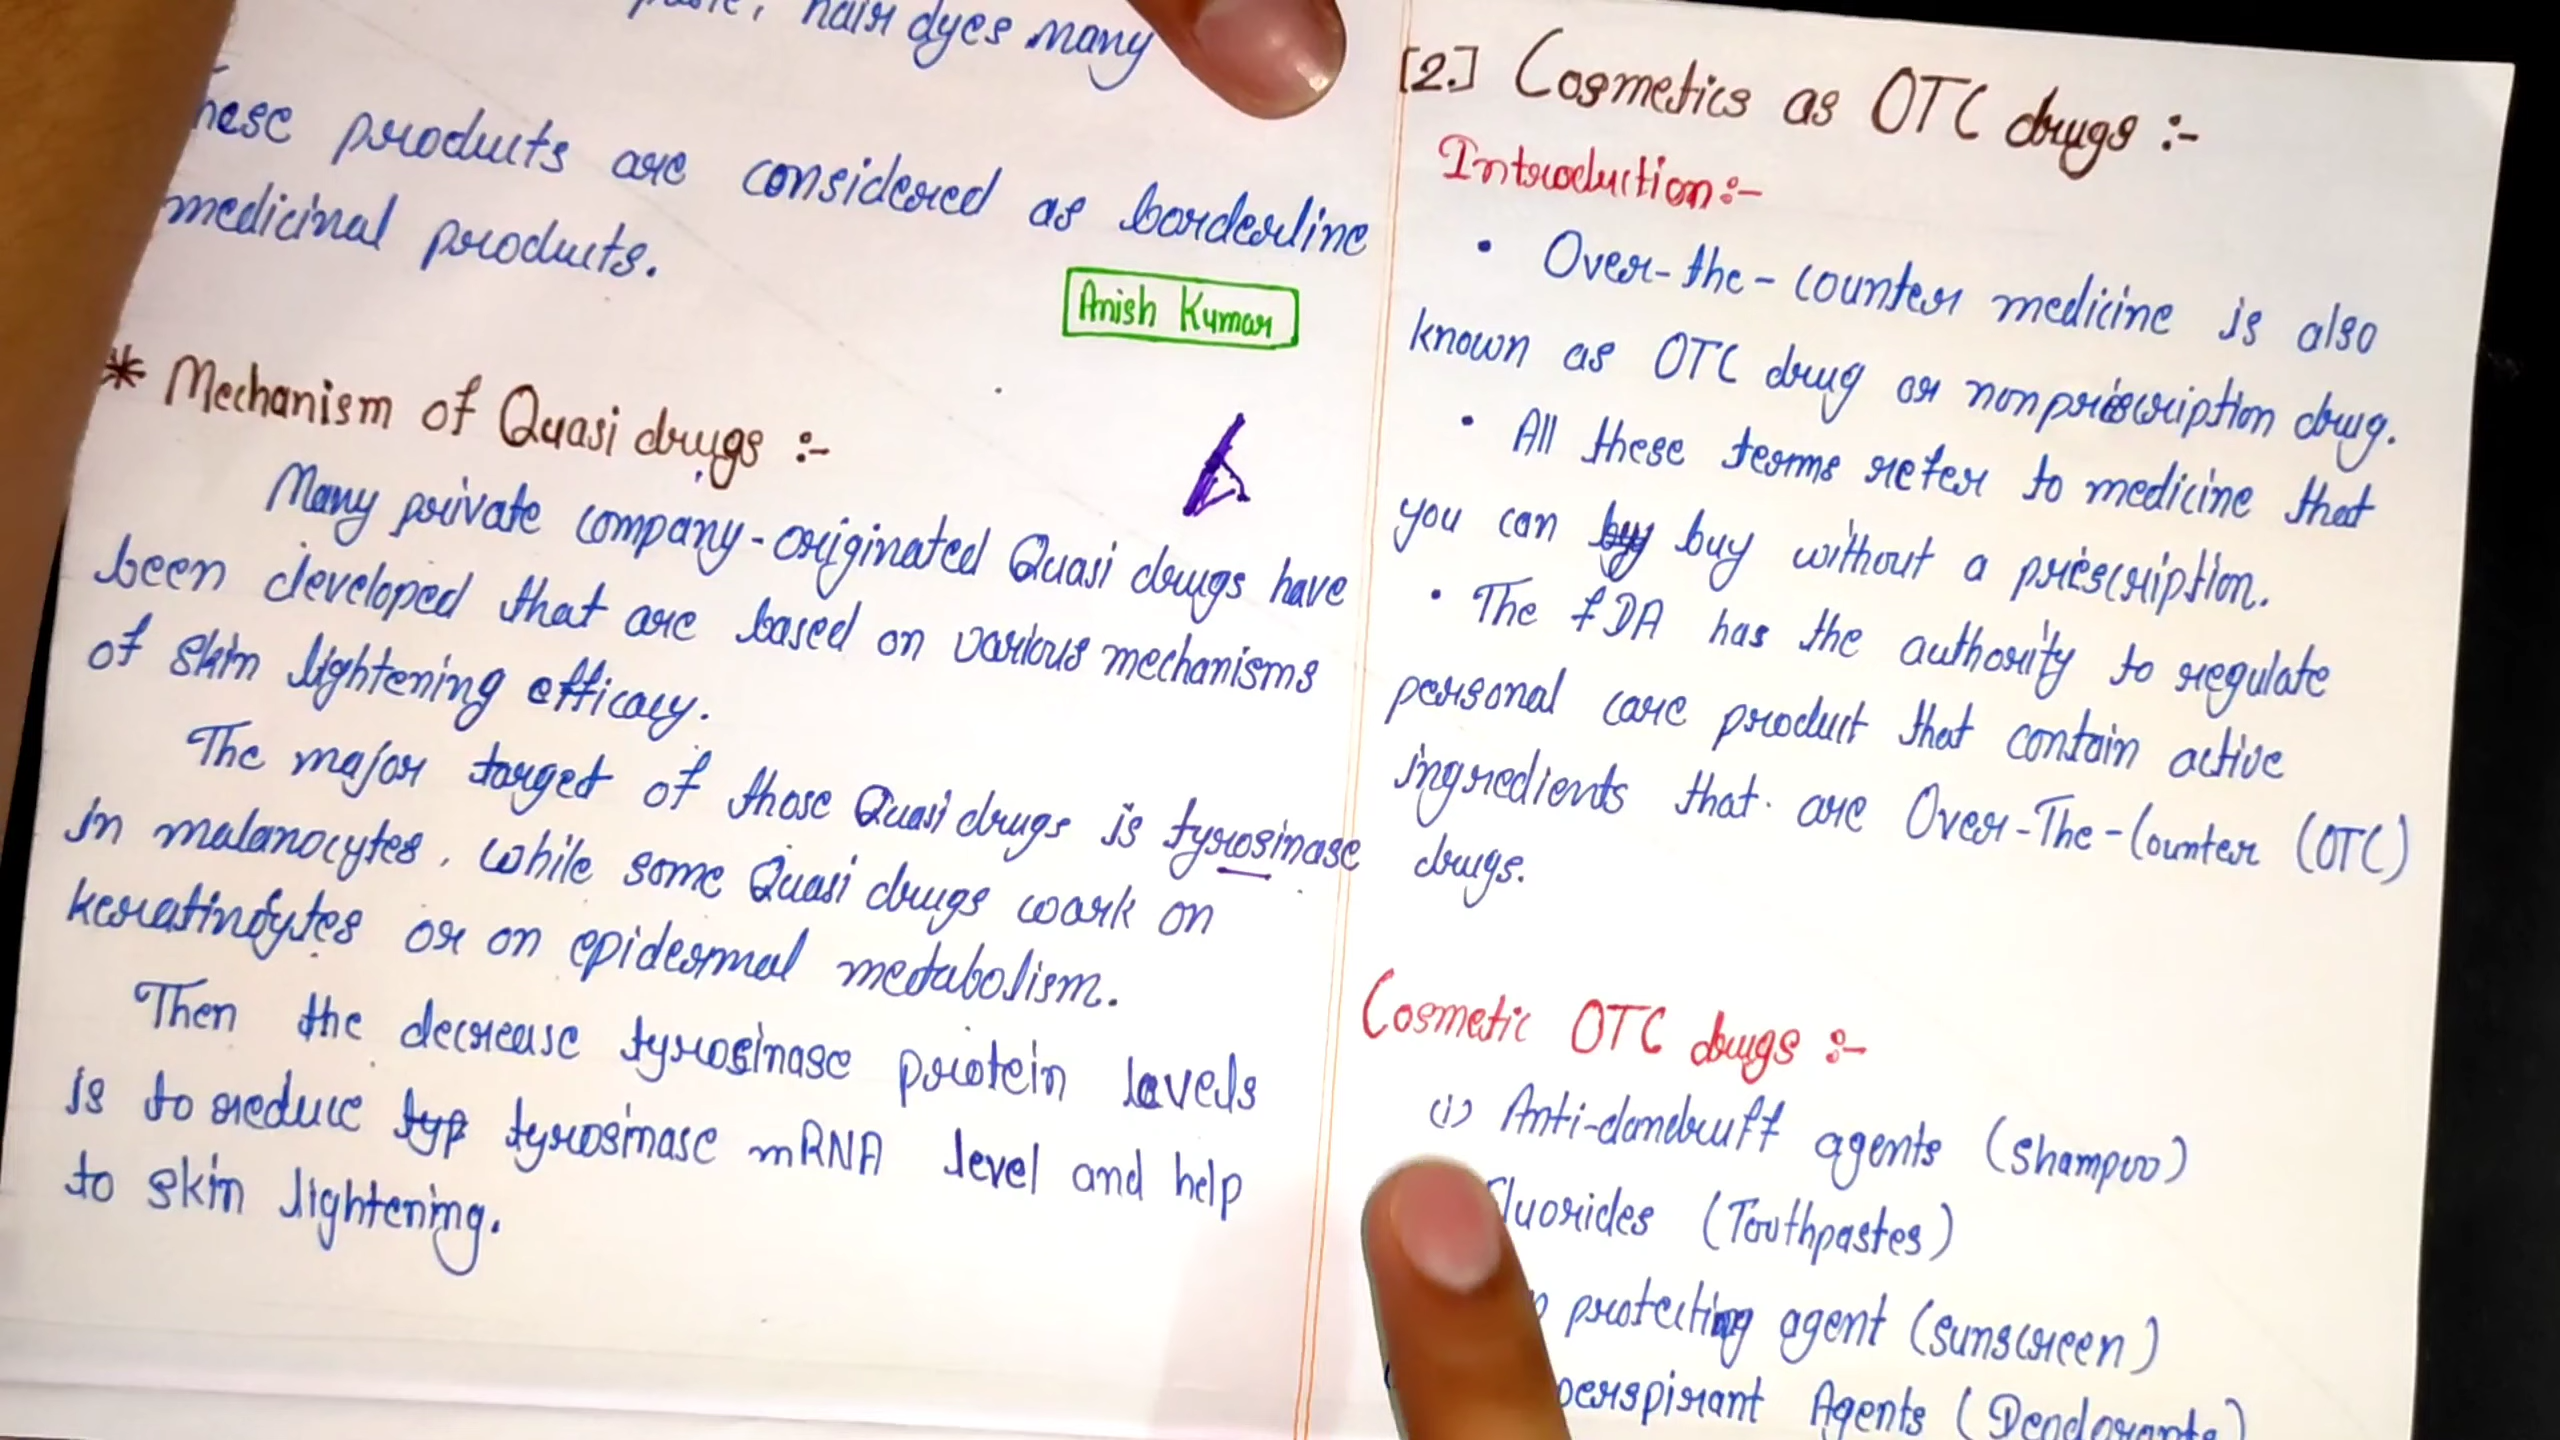 hair dyes many
these products are considered as borderline
medicinal products.
Anish Kumar
* Mechanism of Quasi drugs :-
Many private company-originated Quasi drugs have
been developed that are based on various mechanisms
of skin lightening efficacy.
The major target of those Quasi drugs is tyrosinase
in malanocytes, while some Quasi drugs work on
keratinocytes or on epidermal metabolism.
Then the decrease tyrosinase protein levels
is to reduce tyrosinase mRNA level and help
to skin lightening.
[2.] Cosmetics as OTC drugs :-
Introduction:-
• Over-the-counter medicine is also
known as OTC drug or nonprescription drug.
• All these terms refer to medicine that
you can buy without a prescription.
• The FDA has the authority to regulate
personal care product that contain active
ingredients that are Over-The-Counter (OTC)
drugs.
Cosmetic OTC drugs :-
(i) Anti-dandruff agents (Shampoo)
Fluorides (Toothpastes)
protecting agent (sunscreen)
perspirant Agents (Deodorants)